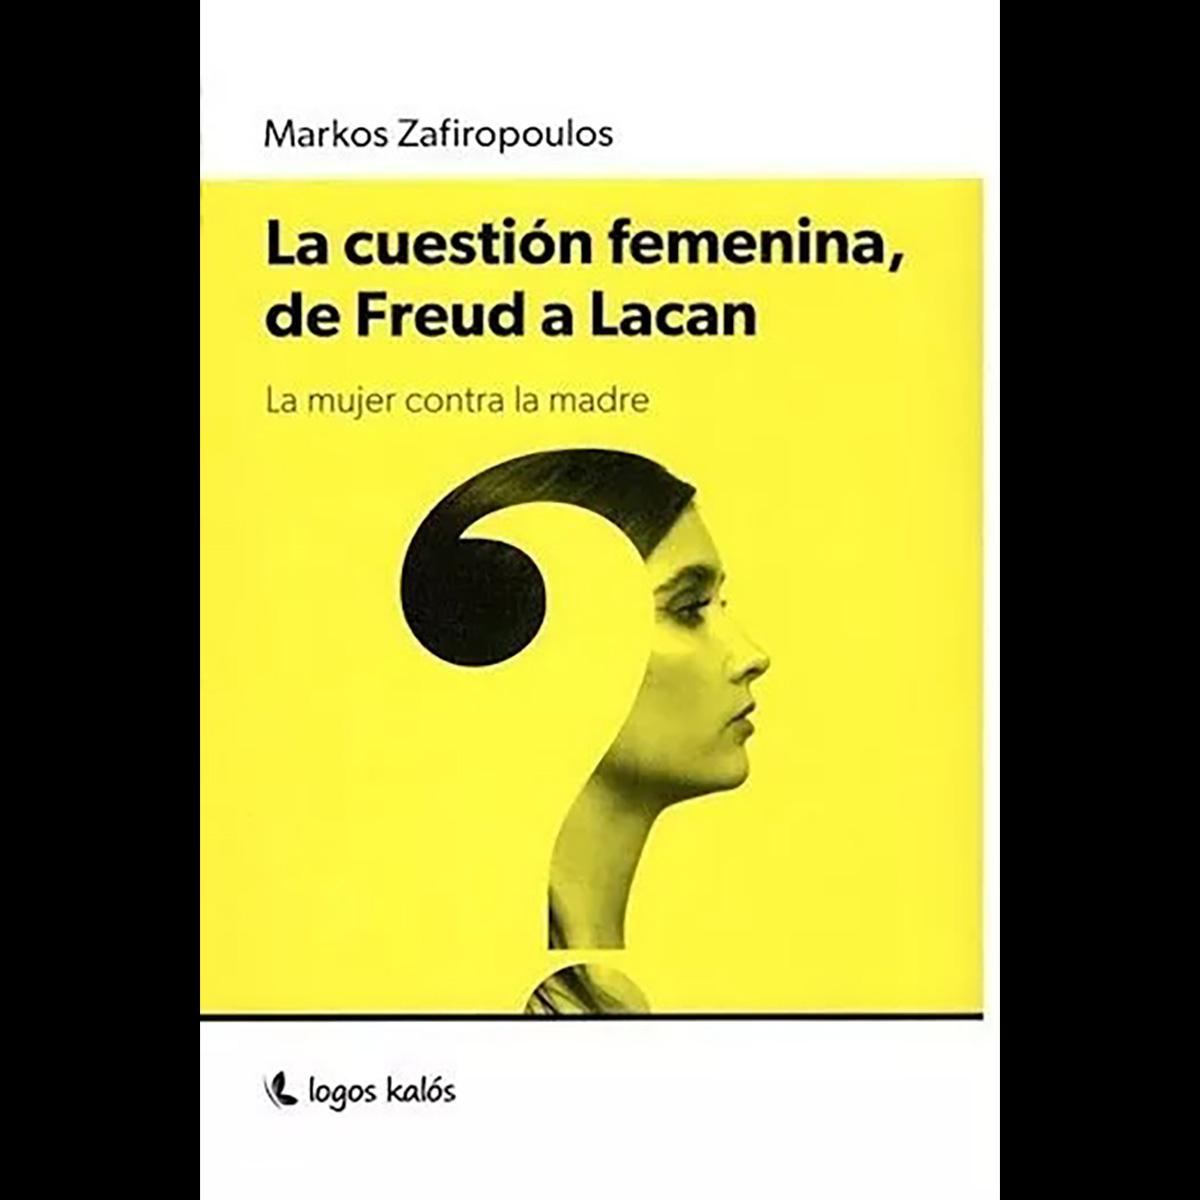 Markos Zafiropoulos
La cuestión femenina,
de Freud a Lacan
La mujer contra la madre
logos kalós